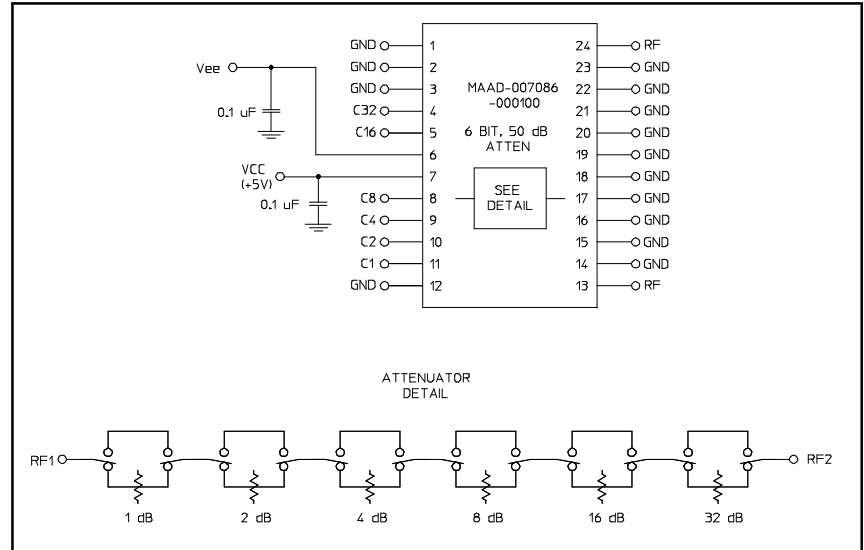 GND 1
GND 2
GND 3
C32 4
C16 5
Vee
0.1 uF
6
VCC
(+5V)
7
0.1 uF
C8 8
C4 9
C2 10
C1 11
GND 12
MAAD-007086
-000100
6 BIT, 50 dB
ATTEN
SEE
DETAIL
24 RF
23 GND
22 GND
21 GND
20 GND
19 GND
18 GND
17 GND
16 GND
15 GND
14 GND
13 RF
ATTENUATOR
DETAIL
RF1 RF2
1 dB 2 dB 4 dB 8 dB 16 dB 32 dB